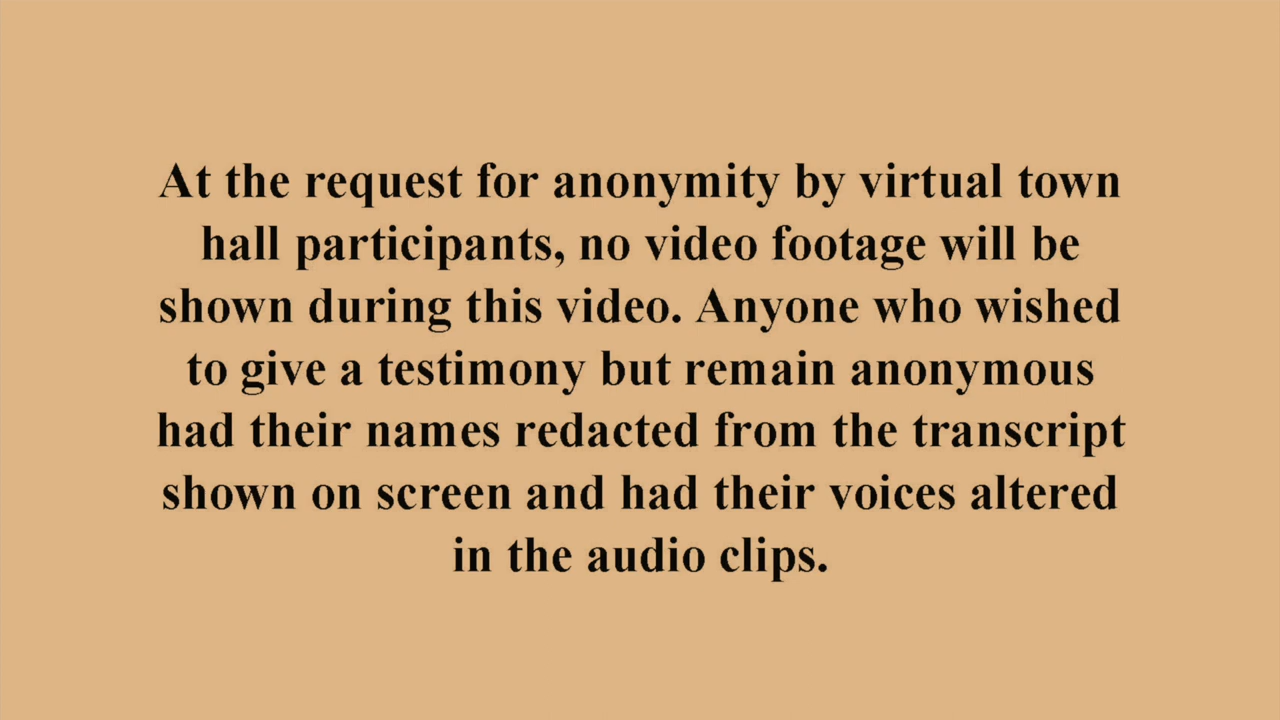 At the request for anonymity by virtual town
hall participants, no video footage will be
shown during this video. Anyone who wished
to give a testimony but remain anonymous
had their names redacted from the transcript
shown on screen and had their voices altered
in the audio clips.